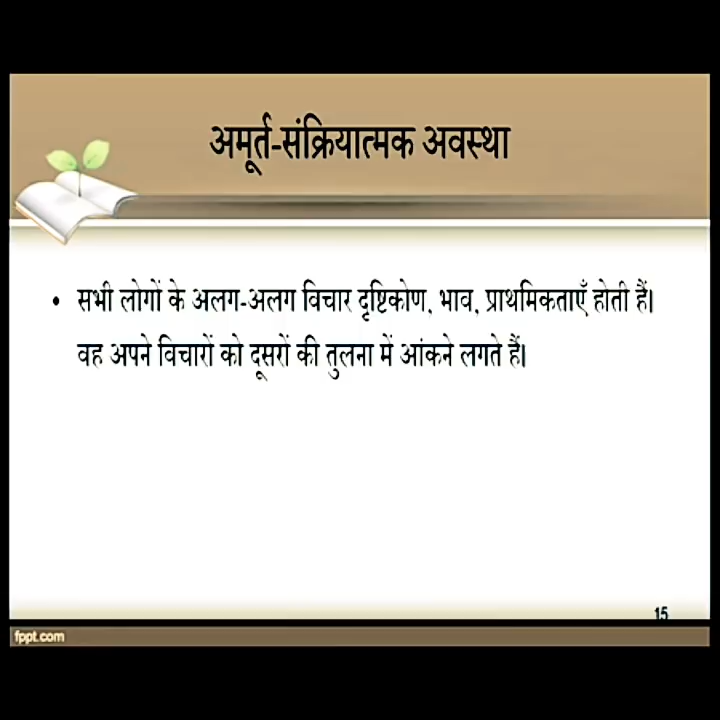 अमूर्त-संक्रियात्मक अवस्था
• सभी लोगों के अलग-अलग विचार दृष्टिकोण, भाव, प्राथमिकताएँ होती हैं।
वह अपने विचारों को दूसरों की तुलना में आंकने लगते हैं।
15
fppt.com